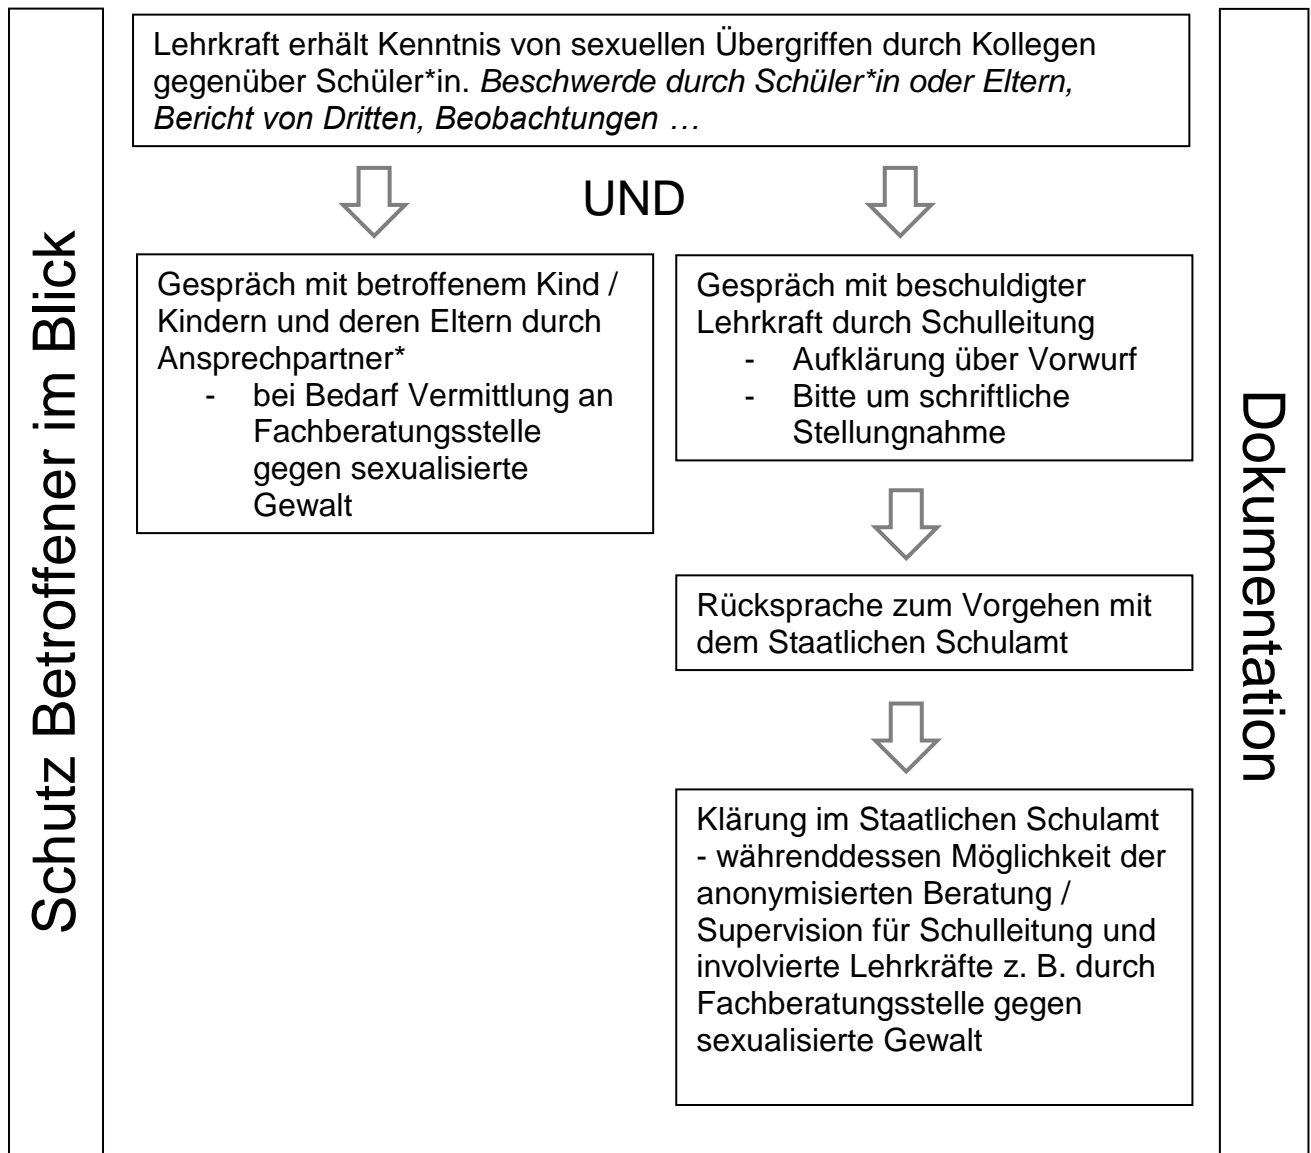 Schutz Betroffener im Blick
Lehrkraft erhält Kenntnis von sexuellen Übergriffen durch Kollegen
gegenüber Schüler*in. Beschwerde durch Schüler*in oder Eltern,
Bericht von Dritten, Beobachtungen …
UND
Gespräch mit betroffenem Kind /
Kindern und deren Eltern durch
Ansprechpartner*
- bei Bedarf Vermittlung an
Fachberatungsstelle
gegen sexualisierte
Gewalt
Gespräch mit beschuldigter
Lehrkraft durch Schulleitung
- Aufklärung über Vorwurf
- Bitte um schriftliche
Stellungnahme
Rücksprache zum Vorgehen mit
dem Staatlichen Schulamt
Klärung im Staatlichen Schulamt
- währenddessen Möglichkeit der
anonymisierten Beratung /
Supervision für Schulleitung und
involvierte Lehrkräfte z. B. durch
Fachberatungsstelle gegen
sexualisierte Gewalt
Dokumentation